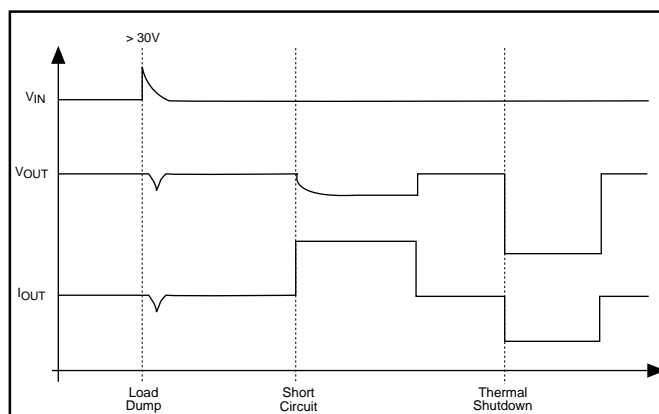 > 30V
VIN
VOUT
IOUT
Load
Dump
Short
Circuit
Thermal
Shutdown